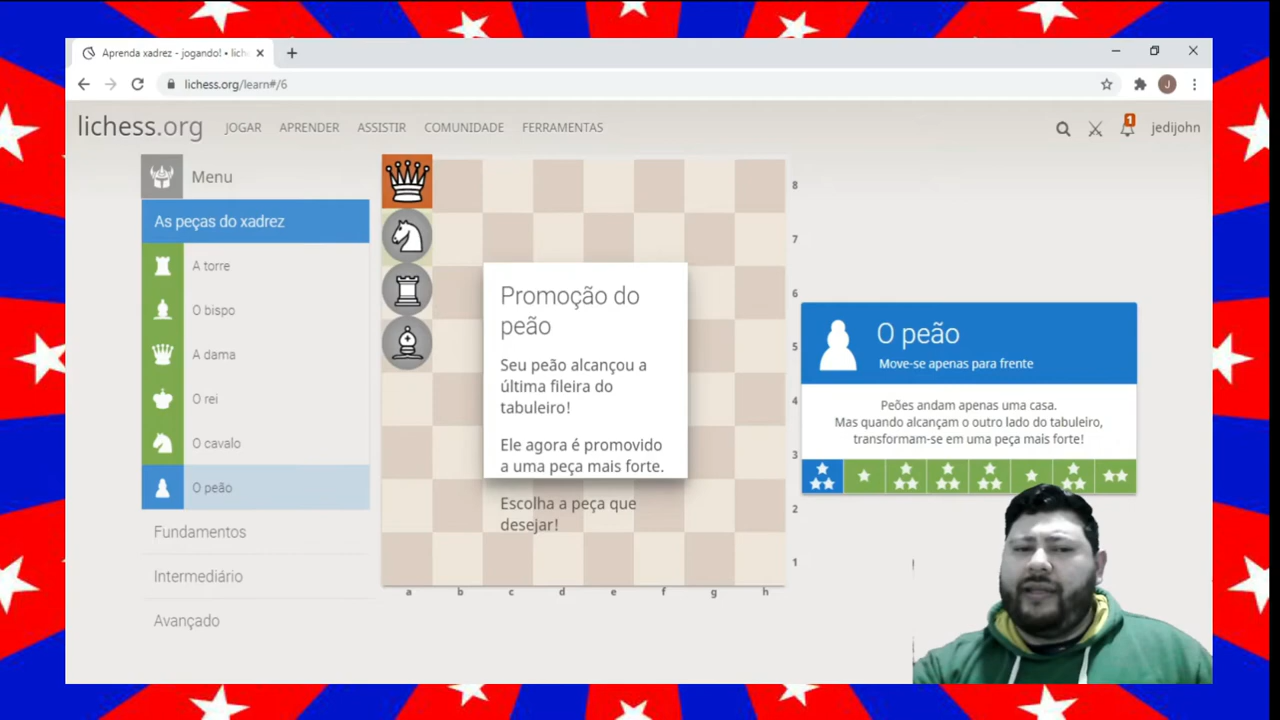 Aprenda xadrez - jogando! • lich
lichess.org/learn#/6
J
lichess.org
JOGAR
APRENDER
ASSISTIR
COMUNIDADE
FERRAMENTAS
1
jedijohn
Menu
As peças do xadrez
A torre
O bispo
A dama
O rei
O cavalo
O peão
Fundamentos
Intermediário
Avançado
Promoção do
peão
Seu peão alcançou a
última fileira do
tabuleiro!
Ele agora é promovido
a uma peça mais forte.
Escolha a peça que
desejar!
8
7
6
5
4
3
2
1
a b c d e f g h
O peão
Move-se apenas para frente
Peões andam apenas uma casa.
Mas quando alcançam o outro lado do tabuleiro,
transformam-se em uma peça mais forte!